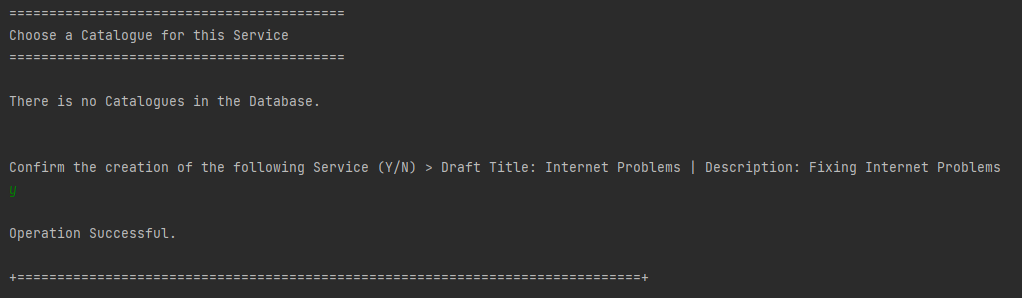 ==========================================
Choose a Catalogue for this Service
==========================================
There is no Catalogues in the Database.
Confirm the creation of the following Service (Y/N) > Draft Title: Internet Problems | Description: Fixing Internet Problems
y
Operation Successful.
+==============================================================================+